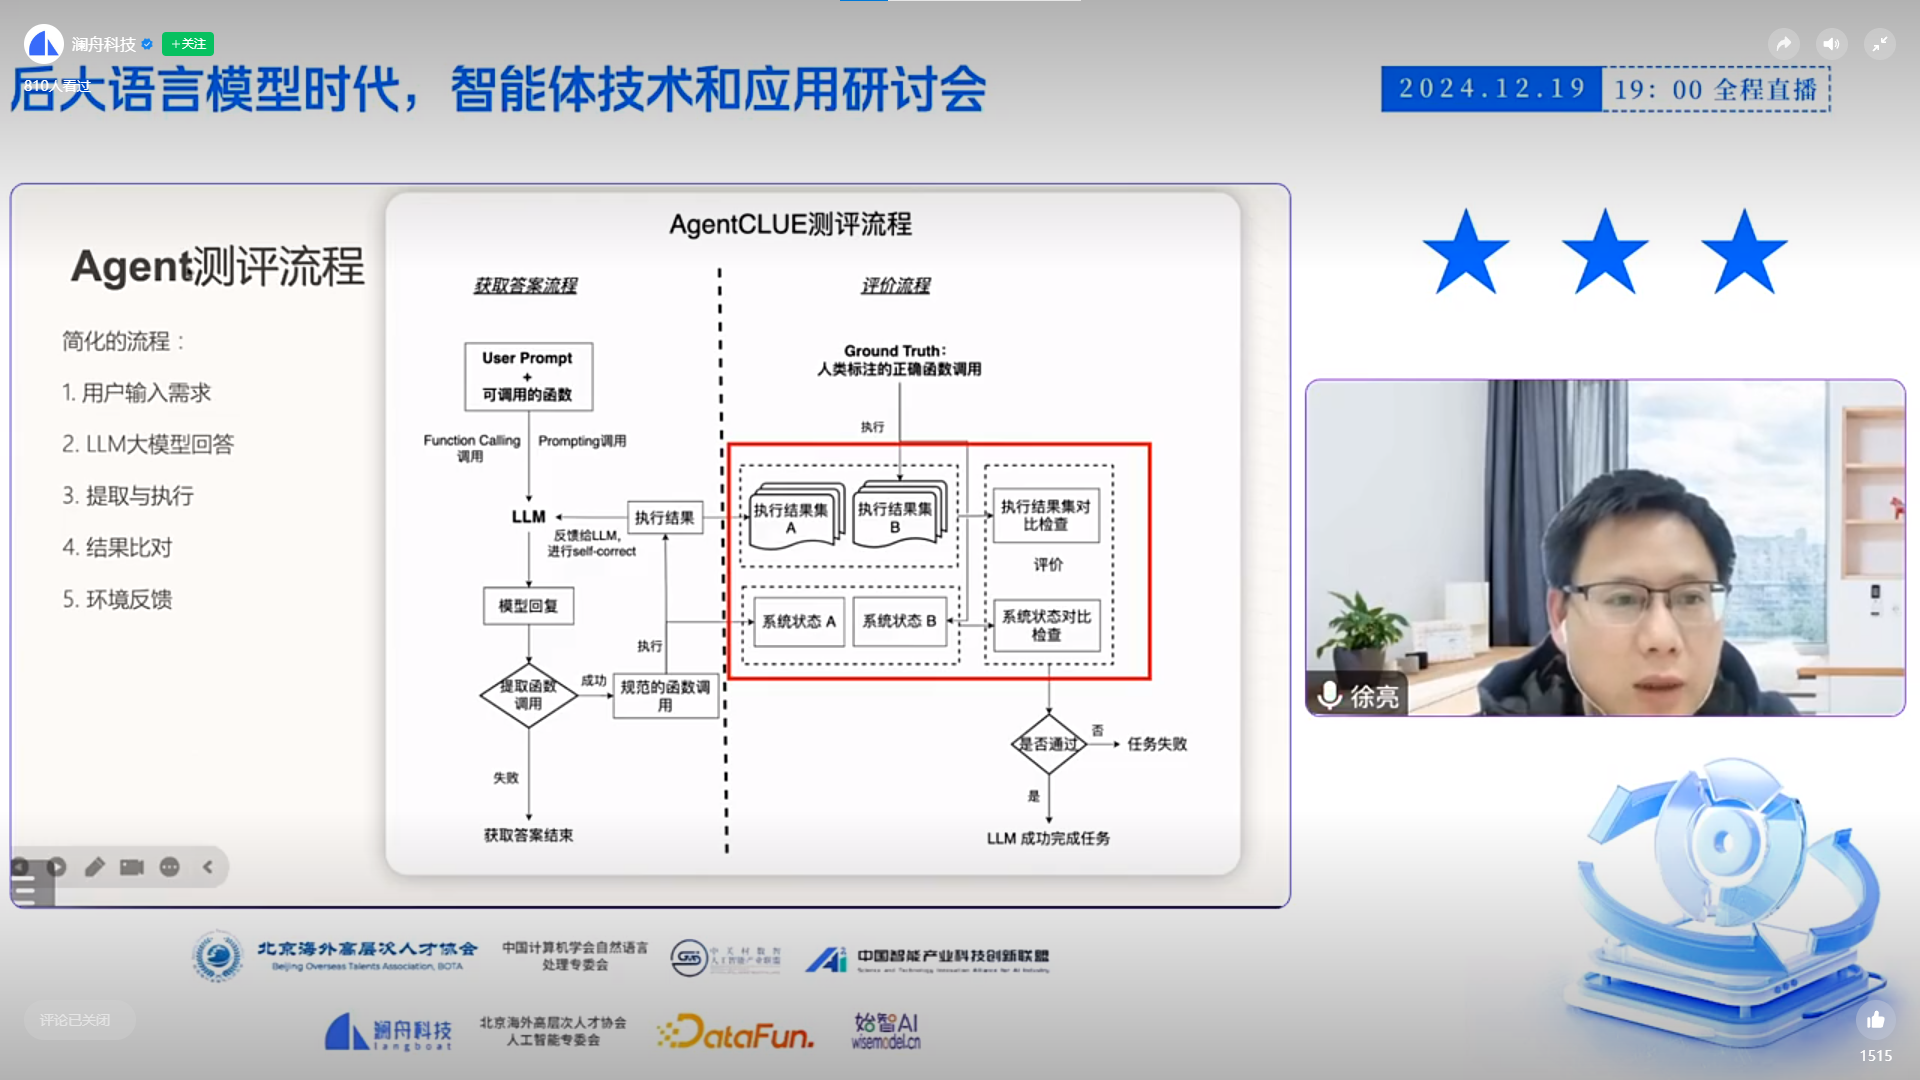 澜舟科技
+关注
810人看过
后大语言模型时代，智能体技术和应用研讨会
2024.12.19
19：00 全程直播
Agent测评流程
简化的流程：
1. 用户输入需求
2. LLM大模型回答
3. 提取与执行
4. 结果比对
5. 环境反馈
AgentCLUE测评流程
获取答案流程
User Prompt
+
可调用的函数
Function Calling
调用
Prompting调用
LLM
执行结果
反馈给LLM，
进行self-correct
模型回复
执行
提取函数
调用
成功
规范的函数调
用
失败
获取答案结束
评价流程
Ground Truth：
人类标注的正确函数调用
执行
执行结果集
A
执行结果集
B
执行结果集对
比检查
评价
系统状态 A
系统状态 B
系统状态对比
检查
是否通过
否
任务失败
是
LLM 成功完成任务
徐亮
北京海外高层次人才协会
Beijing Overseas Talents Association, BOTA
中国计算机学会自然语言
处理专委会
中国智能产业科技创新联盟
Science and Technology Innovation Alliance for AI Industry
澜舟科技
langboat
北京海外高层次人才协会
人工智能专委会
DataFun.
始智AI
wisemodel.cn
评论已关闭
1515